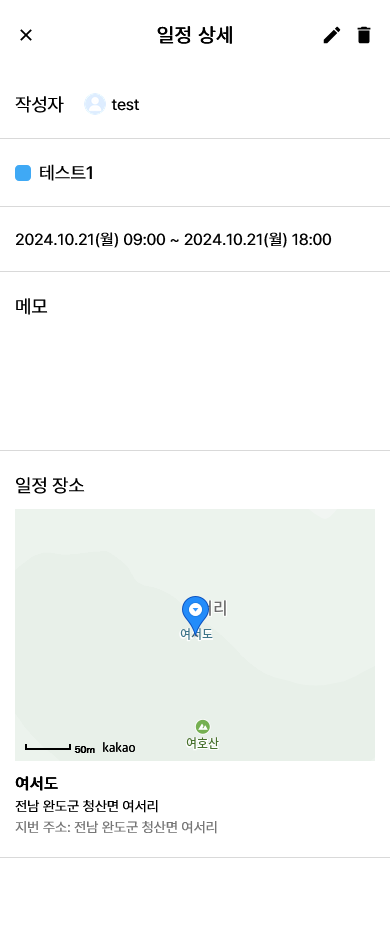 일정 상세
작성자 test
테스트1
2024.10.21(월) 09:00 ~ 2024.10.21(월) 18:00
메모
일정 장소
여서도
여호산
50m kakao
여서도
전남 완도군 청산면 여서리
지번 주소: 전남 완도군 청산면 여서리